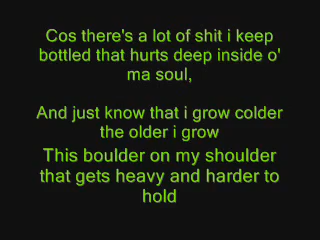 Cos there's a lot of shit i keep
bottled that hurts deep inside o'
ma soul,
And just know that i grow colder
the older i grow
This boulder on my shoulder
that gets heavy and harder to
hold